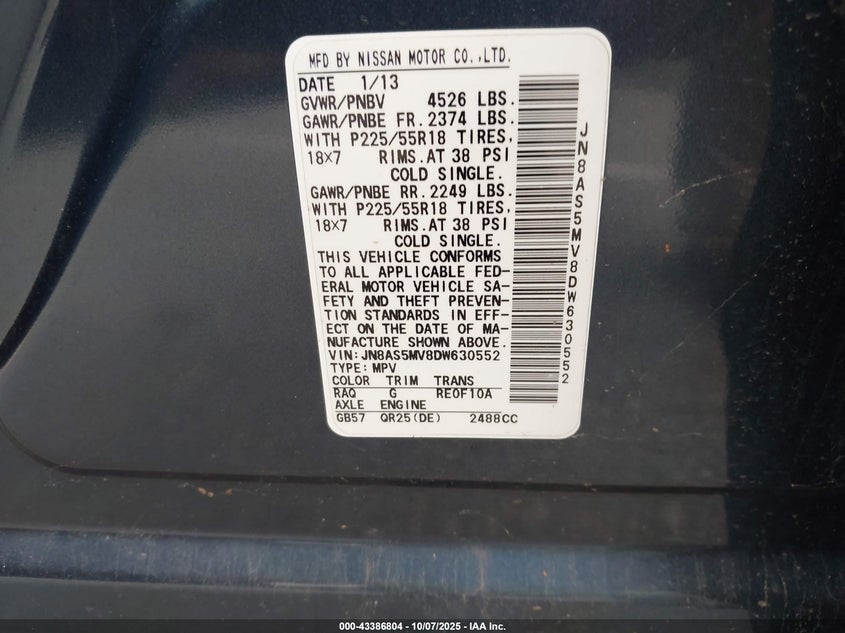 MFD BY NISSAN MOTOR CO.,LTD.
DATE 1/13
GVWR/PNBV 4526 LBS.
GAWR/PNBE FR. 2374 LBS.
WITH P225/55R18 TIRES,
18×7 RIMS. AT 38 PSI
COLD SINGLE.
GAWR/PNBE RR. 2249 LBS.
WITH P225/55R18 TIRES,
18×7 RIMS. AT 38 PSI
COLD SINGLE.
THIS VEHICLE CONFORMS
TO ALL APPLICABLE FED-
ERAL MOTOR VEHICLE SA-
FETY AND THEFT PREVEN-
TION STANDARDS IN EFF-
ECT ON THE DATE OF MA-
NUFACTURE SHOWN ABOVE.
VIN: JN8AS5MV8DW630552
TYPE: MPV
COLOR TRIM TRANS
RAQ G RE0F10A
AXLE ENGINE
GB57 QR25(DE) 2488CC
JN8AS5MV8DW630552
000-43386804 - 10/07/2025 - IAA Inc.